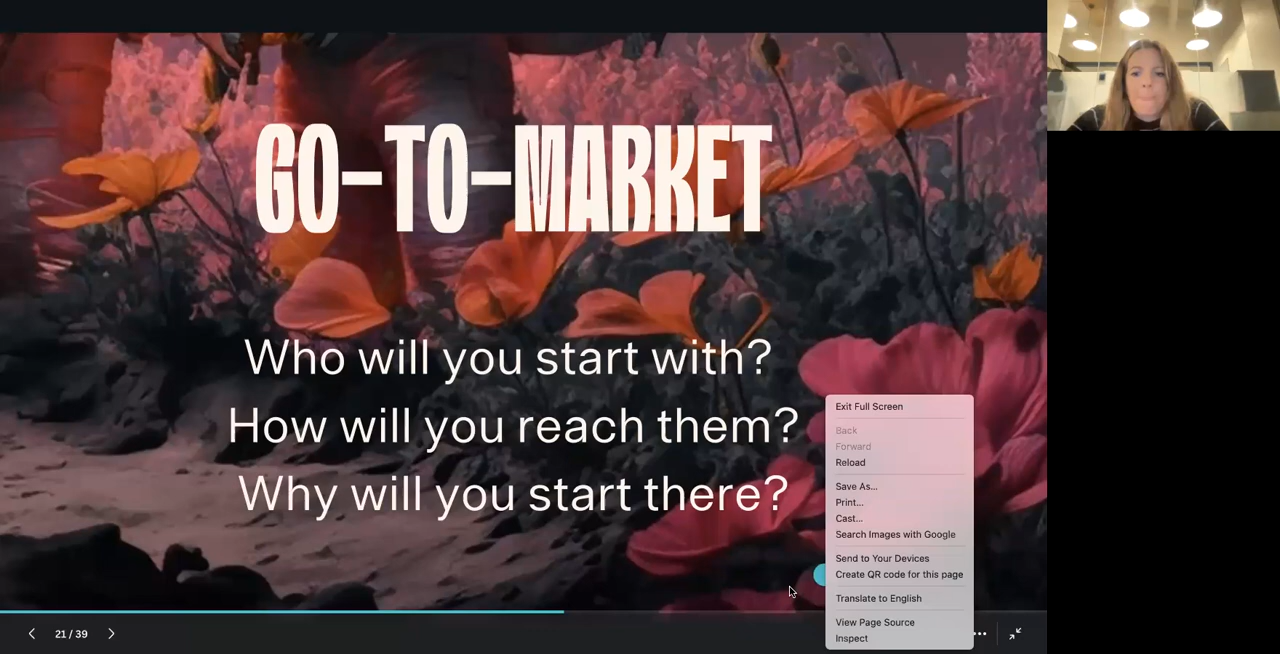 GO-TO-MARKET
Who will you start with?
How will you reach them?
Why will you start there?
Exit Full Screen
Back
Forward
Reload
Save As...
Print...
Cast...
Search Images with Google
Send to Your Devices
Create QR code for this page
Translate to English
View Page Source
Inspect
21 / 39